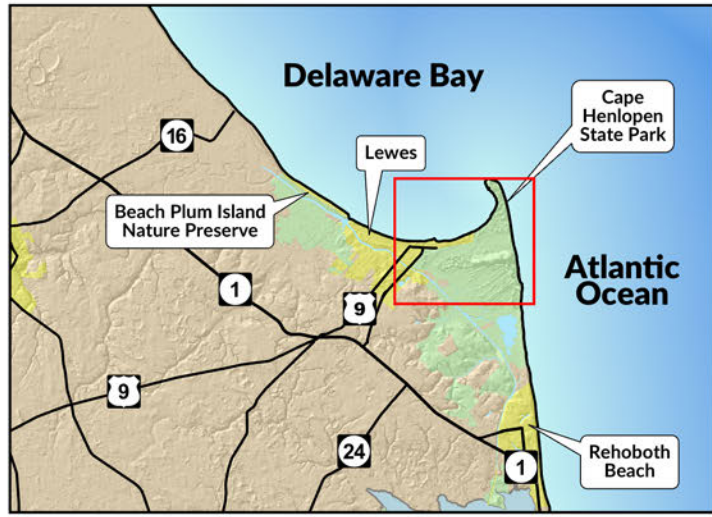 Delaware Bay
Cape
Henlopen
State Park
16
Lewes
Beach Plum Island
Nature Preserve
Atlantic
Ocean
1
9
9
24
1
Rehoboth
Beach